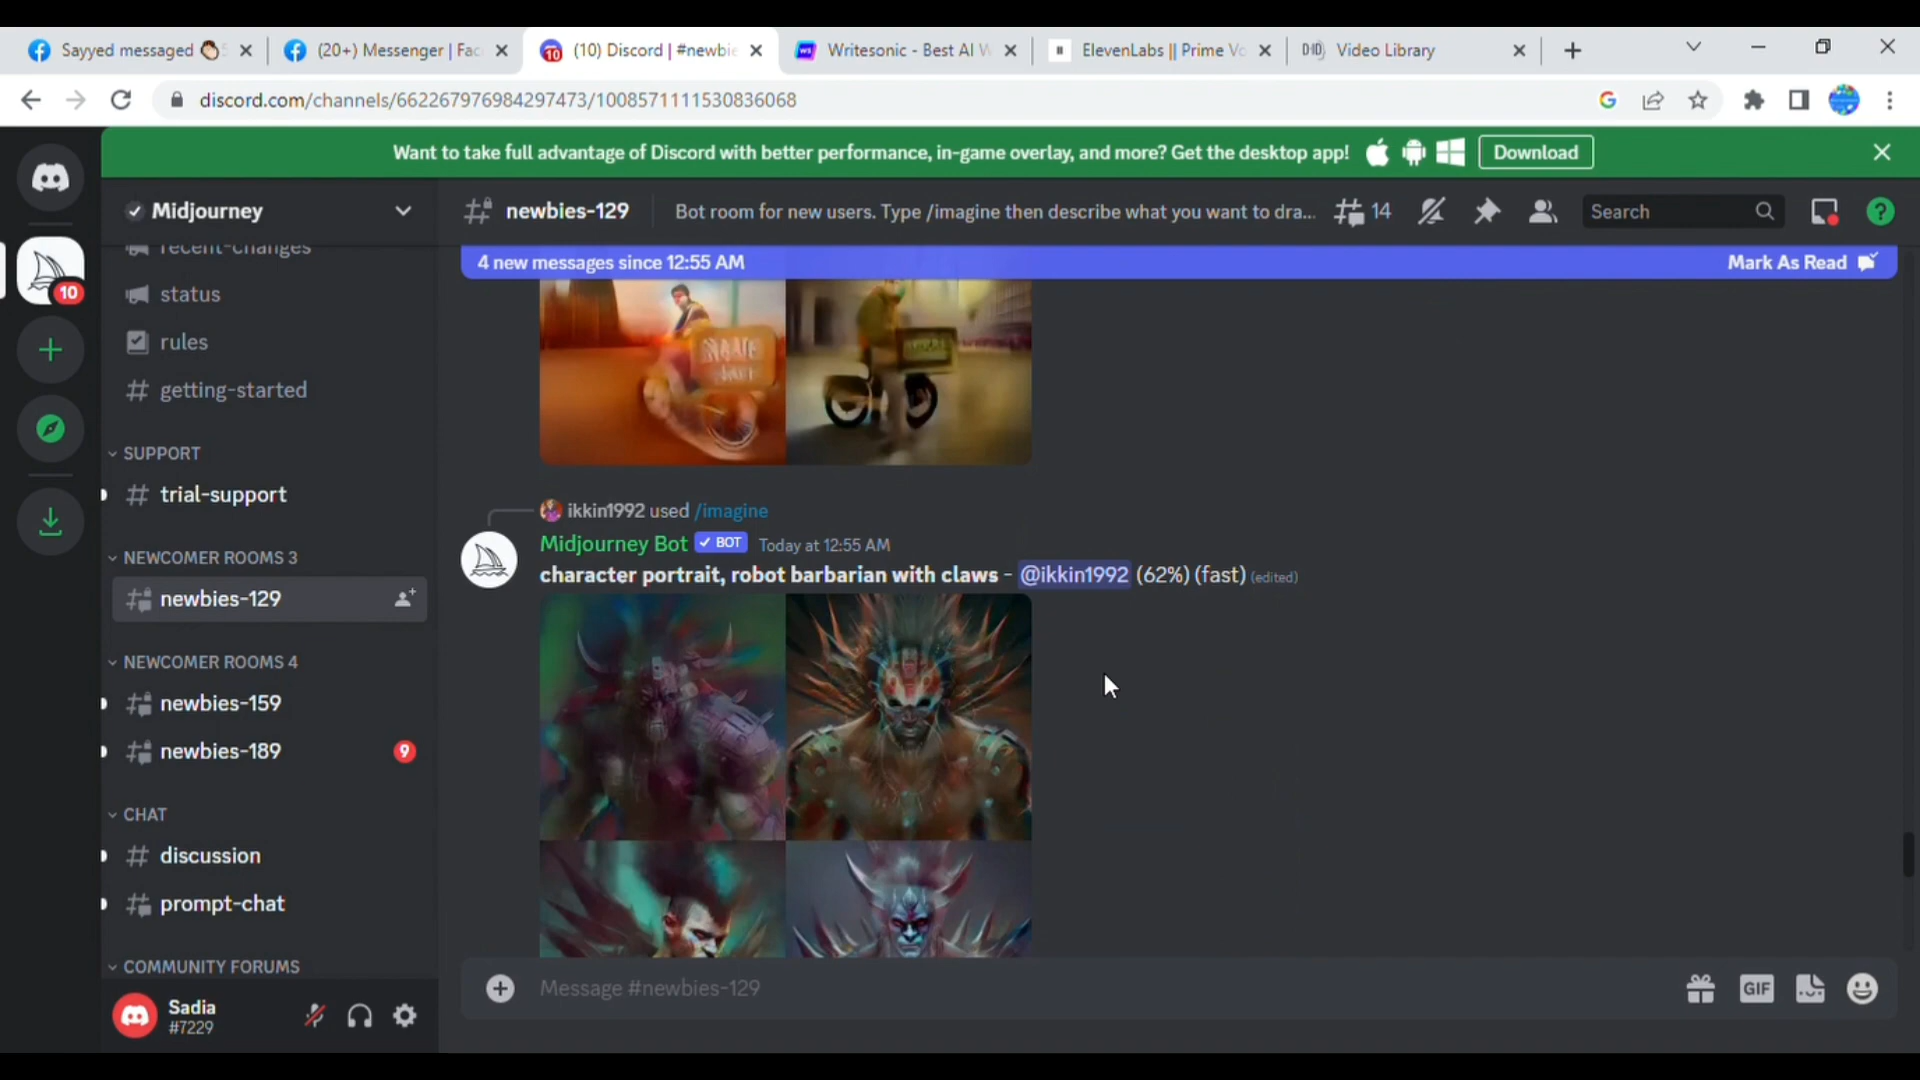 Sayyed messaged
(20+) Messenger | Fac
(10) Discord | #newbie
Writesonic - Best AI W
ElevenLabs || Prime Vo
Video Library
discord.com/channels/662267976984297473/1008571111530836068
Want to take full advantage of Discord with better performance, in-game overlay, and more? Get the desktop app!
Download
Midjourney
newbies-129
Bot room for new users. Type /imagine then describe what you want to dra...
14
Search
10
recent-changes
status
rules
getting-started
SUPPORT
trial-support
NEWCOMER ROOMS 3
newbies-129
NEWCOMER ROOMS 4
newbies-159
newbies-189
9
CHAT
discussion
prompt-chat
COMMUNITY FORUMS
Sadia
#7229
4 new messages since 12:55 AM
Mark As Read
ikkin1992 used /imagine
Midjourney Bot BOT Today at 12:55 AM
character portrait, robot barbarian with claws - @ikkin1992 (62%) (fast) (edited)
Message #newbies-129
GIF